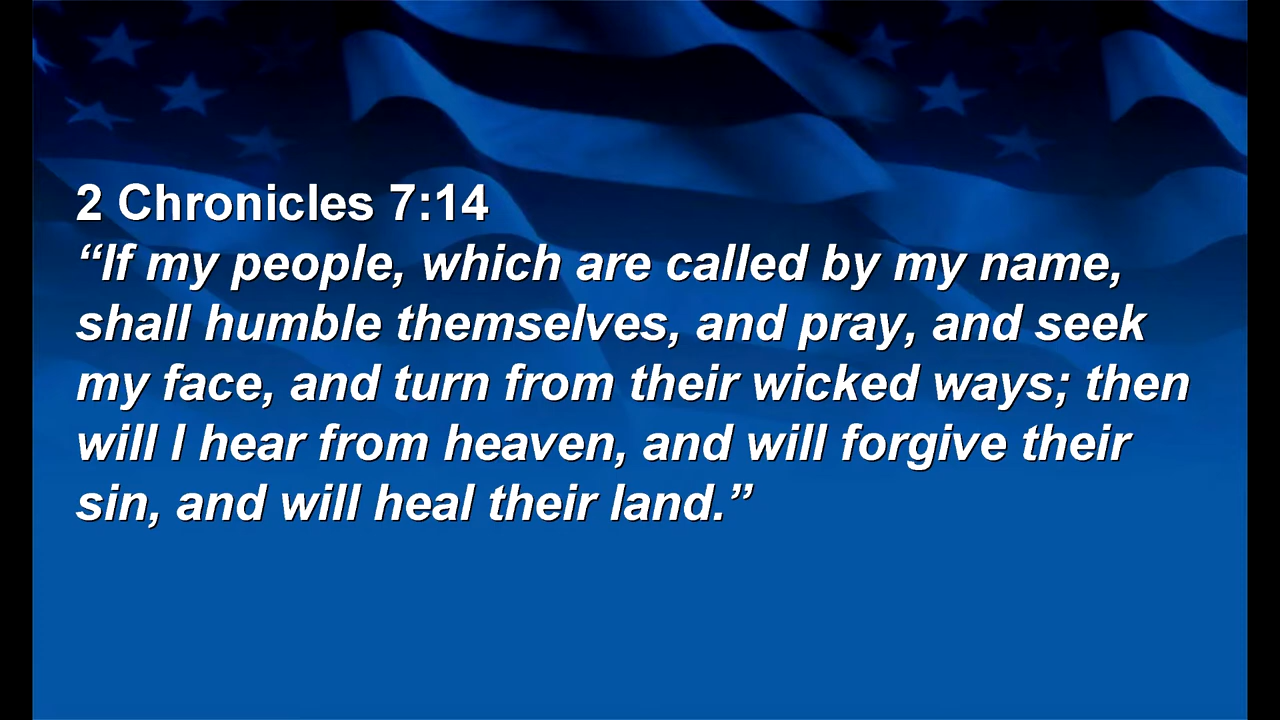 2 Chronicles 7:14
“If my people, which are called by my name,
shall humble themselves, and pray, and seek
my face, and turn from their wicked ways; then
will I hear from heaven, and will forgive their
sin, and will heal their land.”